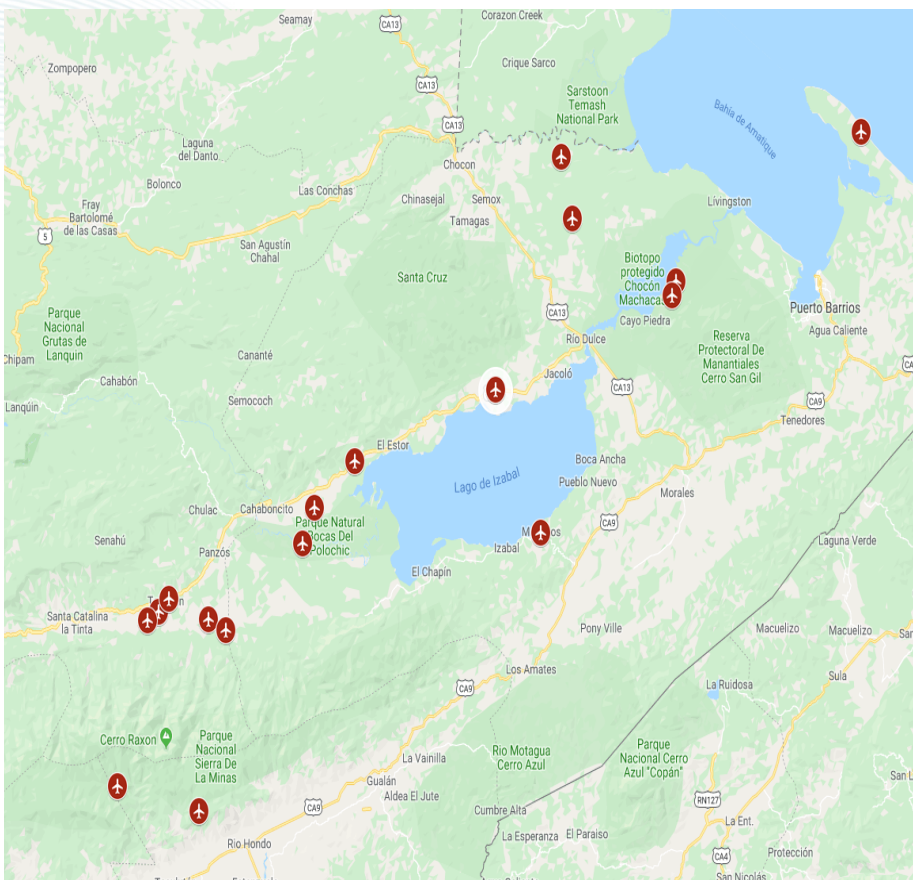 Seamay
CA13
Corazon Creek
Crique Sarco
Zompopero
CA13
Sarstoon
Temash
National Park
Bahía de Amatique
CA13
Laguna
del Danto
Chocon
Bolonco
Las Conchas
Chinasejal
Semox
Livingston
Fray
Bartolomé
de las Casas
Tamagas
5
San Agustín
Chahal
Biotopo
protegido
Chocón
Santa Cruz
Parque
Nacional
Grutas de
Lanquín
CA13
Cayo Piedra
Puerto Barrios
Agua Caliente
Río Dulce
Reserva
Protectoral De
Manantiales
Cerro San Gil
Chipam
Cananté
Cahabón
Jacoló
CA13
CA9
Lanqúin
Semococh
Tenedores
El Estor
Boca Ancha
Lago de Izabal
Pueblo Nuevo
Morales
Chulac
Cahaboncito
Parque Natural
Polochic
CA9
Senahú
Panzós
Izabal
Laguna Verde
El Chapín
Santa Catalina
la Tinta
Pony Ville
Macuelizo
Macuelizo
Los Amates
Sula
CA9
La Ruidosa
Cerro Raxon
Parque
Nacional
Sierra De
La Minas
La Vainilla
Río Motagua
Cerro Azul
Parque
Nacional Cerro
Azul "Copán"
Gualán
Aldea El Jute
CA9
Cumbre Alta
RN127
La Ent.
La Esperanza
El Paraiso
Rio Hondo
CA4
Protección
San Nicolás